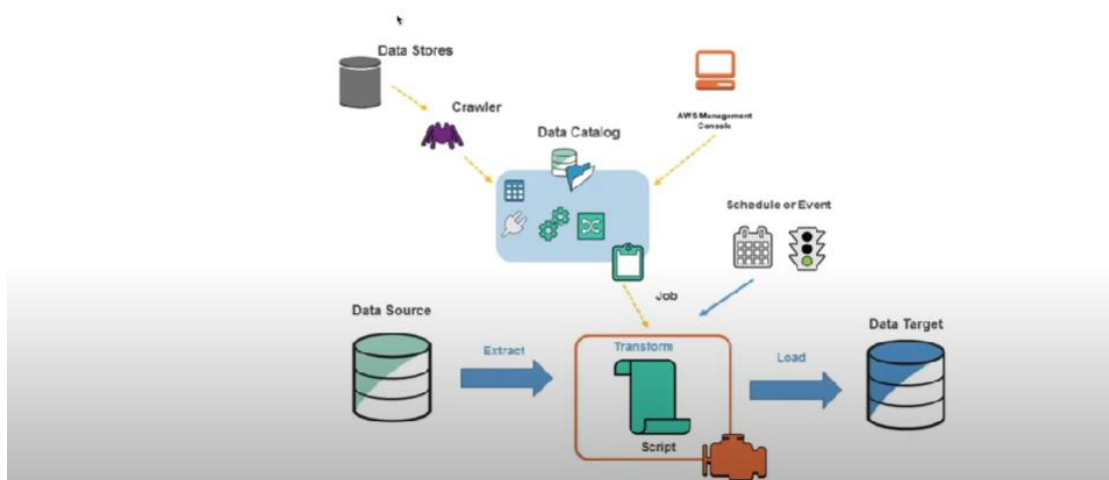 Data Stores
Crawler
Data Catalog
AWS Management
Console
Schedule or Event
Job
Data Source
Data Target
Extract
Transform
Load
Script